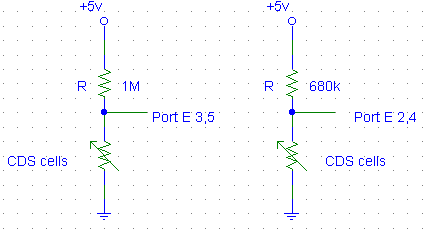 +5v +5v
R 1M R 680k
Port E 3,5 Port E 2,4
CDS cells CDS cells